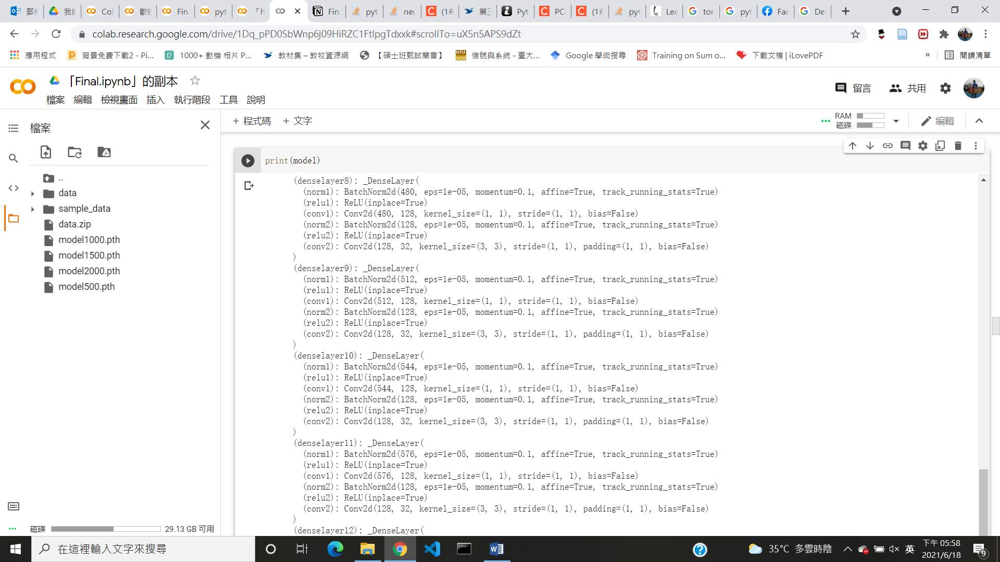 郵件
我的
Col
歡迎
Fin
pyt
「h
Fin
pyt
neu
(1条
第三
Pyt
PCA
(1条
pyt
Lee
tor
pyt
Fac
De
colab.research.google.com/drive/1Dq_pPD0SbWnp6j09HiRZC1FtIpgTdxxk#scrollTo=uX5n5APS9dZt
應用程式
背景免費下載2 - Pi...
1000+ 動機 相片 P...
教材集 – 教牧資源網
【碩士班甄試簡章】
信號與系統 - 臺大...
Google 學術搜尋
Training on Sum o...
下載文檔 | iLovePDF
»
閱讀清單
「Final.ipynb」的副本
留言
共用
檔案 編輯 檢視畫面 插入 執行階段 工具 說明
檔案
+ 程式碼 + 文字
RAM
磁碟
編輯
..
data
sample_data
data.zip
model1000.pth
model1500.pth
model2000.pth
model500.pth
磁碟
29.13 GB 可用
print(model)
(denselayer8): _DenseLayer(
(norm1): BatchNorm2d(480, eps=1e-05, momentum=0.1, affine=True, track_running_stats=True)
(relu1): ReLU(inplace=True)
(conv1): Conv2d(480, 128, kernel_size=(1, 1), stride=(1, 1), bias=False)
(norm2): BatchNorm2d(128, eps=1e-05, momentum=0.1, affine=True, track_running_stats=True)
(relu2): ReLU(inplace=True)
(conv2): Conv2d(128, 32, kernel_size=(3, 3), stride=(1, 1), padding=(1, 1), bias=False)
)
(denselayer9): _DenseLayer(
(norm1): BatchNorm2d(512, eps=1e-05, momentum=0.1, affine=True, track_running_stats=True)
(relu1): ReLU(inplace=True)
(conv1): Conv2d(512, 128, kernel_size=(1, 1), stride=(1, 1), bias=False)
(norm2): BatchNorm2d(128, eps=1e-05, momentum=0.1, affine=True, track_running_stats=True)
(relu2): ReLU(inplace=True)
(conv2): Conv2d(128, 32, kernel_size=(3, 3), stride=(1, 1), padding=(1, 1), bias=False)
)
(denselayer10): _DenseLayer(
(norm1): BatchNorm2d(544, eps=1e-05, momentum=0.1, affine=True, track_running_stats=True)
(relu1): ReLU(inplace=True)
(conv1): Conv2d(544, 128, kernel_size=(1, 1), stride=(1, 1), bias=False)
(norm2): BatchNorm2d(128, eps=1e-05, momentum=0.1, affine=True, track_running_stats=True)
(relu2): ReLU(inplace=True)
(conv2): Conv2d(128, 32, kernel_size=(3, 3), stride=(1, 1), padding=(1, 1), bias=False)
)
(denselayer11): _DenseLayer(
(norm1): BatchNorm2d(576, eps=1e-05, momentum=0.1, affine=True, track_running_stats=True)
(relu1): ReLU(inplace=True)
(conv1): Conv2d(576, 128, kernel_size=(1, 1), stride=(1, 1), bias=False)
(norm2): BatchNorm2d(128, eps=1e-05, momentum=0.1, affine=True, track_running_stats=True)
(relu2): ReLU(inplace=True)
(conv2): Conv2d(128, 32, kernel_size=(3, 3), stride=(1, 1), padding=(1, 1), bias=False)
)
(denselayer12): _DenseLayer(
在這裡輸入文字來搜尋
35°C 多雲時陰
英
下午 05:58
2021/6/18
9